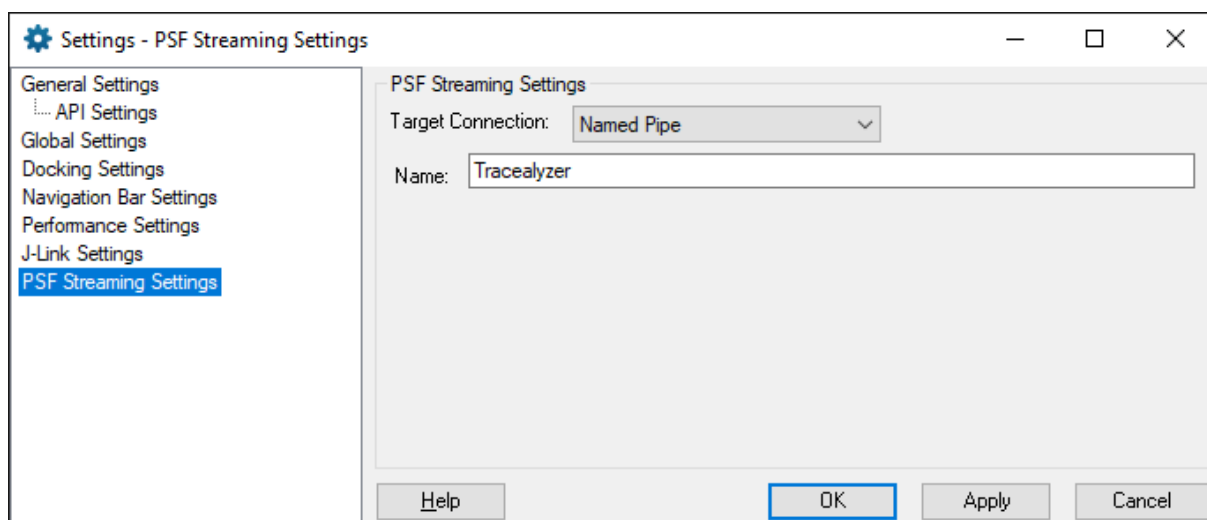 Settings - PSF Streaming Settings
General Settings
API Settings
Global Settings
Docking Settings
Navigation Bar Settings
Performance Settings
J-Link Settings
PSF Streaming Settings
PSF Streaming Settings
Target Connection: Named Pipe
Name: Tracealyzer
Help OK Apply Cancel